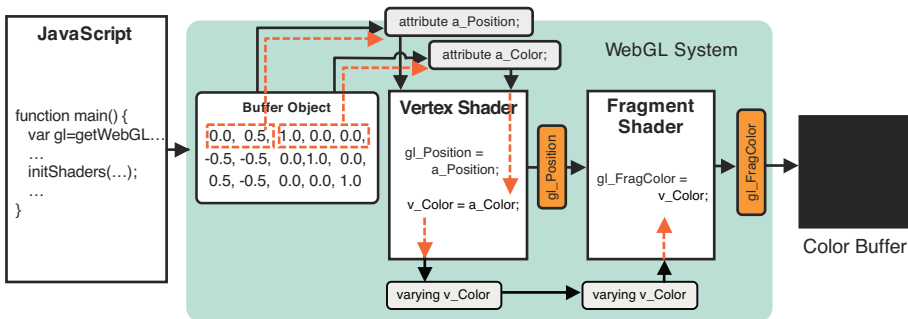 JavaScript
function main() {
var gl=getWebGL…
…
initShaders(…);
…
}
attribute a_Position;
attribute a_Color;
WebGL System
Buffer Object
0.0, 0.5, 1.0, 0.0, 0.0,
-0.5, -0.5, 0.0,1.0, 0.0,
0.5, -0.5, 0.0, 0.0, 1.0
Vertex Shader
gl_Position =
a_Position;
v_Color = a_Color;
gl_Position
Fragment
Shader
gl_FragColor =
v_Color;
gl_FragColor
varying v_Color
varying v_Color
Color Buffer